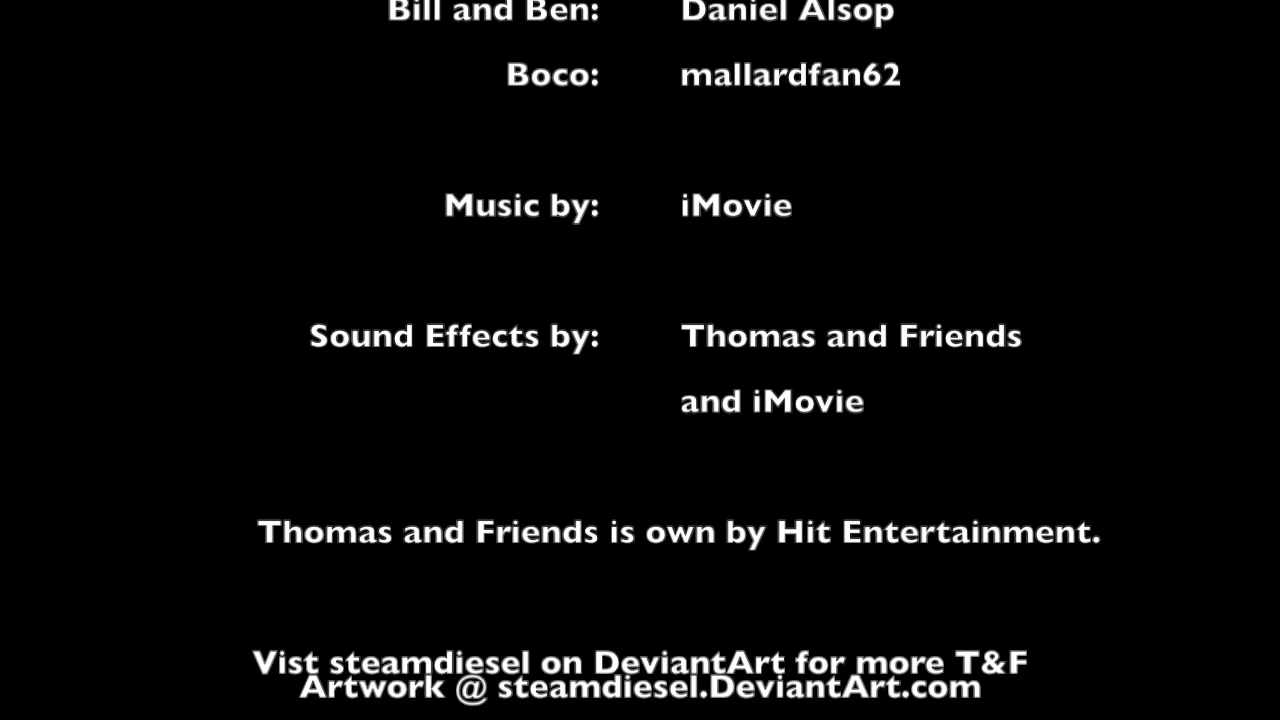 Bill and Ben: Daniel Alsop
Boco: mallardfan62
Music by: iMovie
Sound Effects by: Thomas and Friends
and iMovie
Thomas and Friends is own by Hit Entertainment.
Vist steamdiesel on DeviantArt for more T&F
Artwork @ steamdiesel.DeviantArt.com